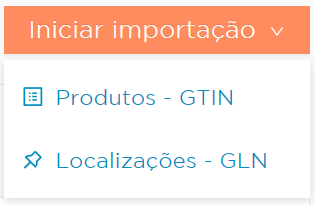 Iniciar importação
Produtos - GTIN
Localizações - GLN